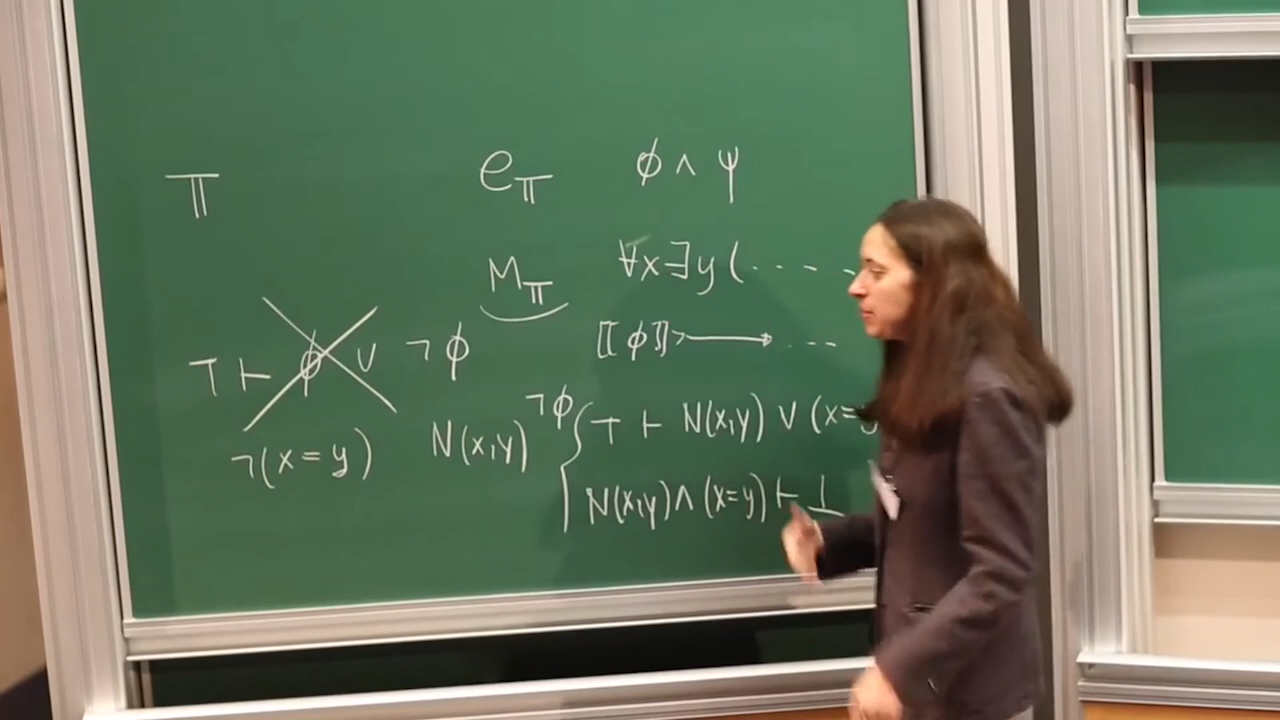 𝕋 e_𝕋 ϕ ∧ ψ
M_𝕋 ∀x∃y(· · - - -
⊤ ⊢ ϕ ∨ ¬ϕ [[ϕ]]>⟶ · - -
¬(x=y) N(x,y) ¬ϕ { ⊤ ⊢ N(x,y) ∨ (x=
N(x,y) ∧ (x=y) ⊢ ⊥